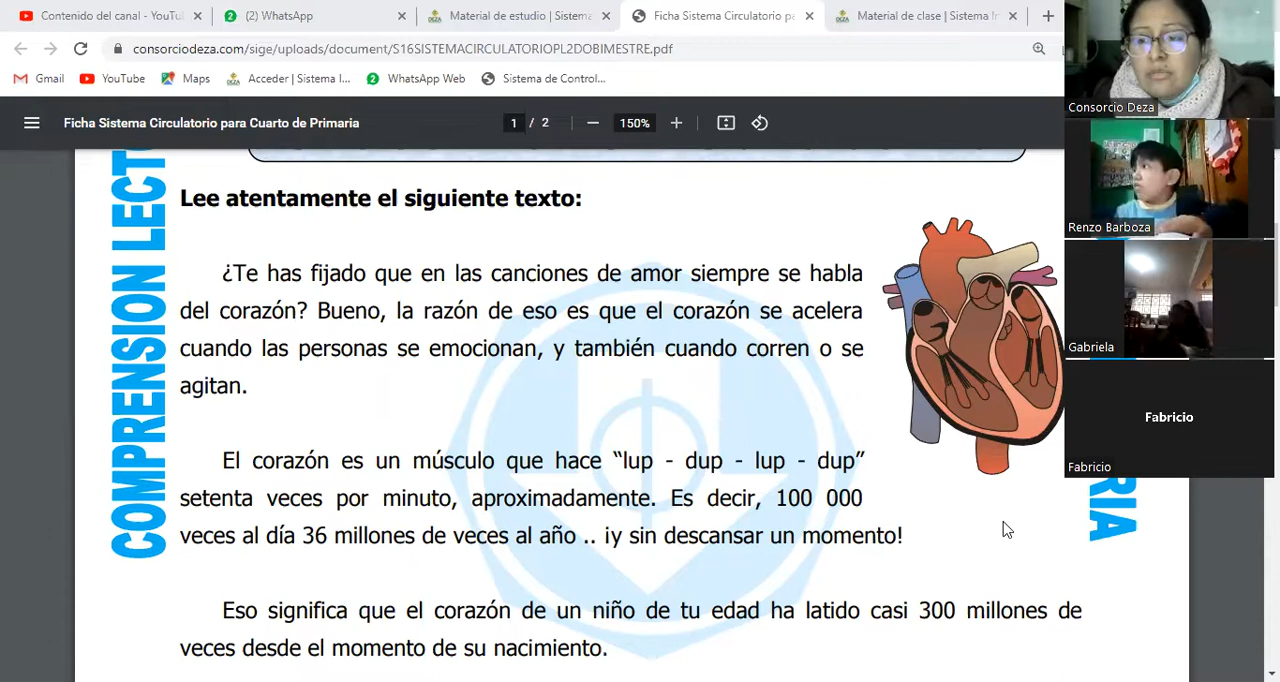 Contenido del canal - YouTu
(2) WhatsApp
Material de estudio | Sistema
Ficha Sistema Circulatorio pa
Material de clase | Sistema In
consorciodeza.com/sige/uploads/document/S16SISTEMACIRCULATORIOPL2DOBIMESTRE.pdf
Gmail
YouTube
Maps
Acceder | Sistema I...
WhatsApp Web
Sistema de Control...
Ficha Sistema Circulatorio para Cuarto de Primaria
1 / 2
150%
COMPRENSION LECT
Lee atentamente el siguiente texto:
¿Te has fijado que en las canciones de amor siempre se habla
del corazón? Bueno, la razón de eso es que el corazón se acelera
cuando las personas se emocionan, y también cuando corren o se
agitan.
El corazón es un músculo que hace “lup - dup - lup - dup”
setenta veces por minuto, aproximadamente. Es decir, 100 000
veces al día 36 millones de veces al año .. ¡y sin descansar un momento!
Eso significa que el corazón de un niño de tu edad ha latido casi 300 millones de
veces desde el momento de su nacimiento.
RIA
Consorcio Deza
Renzo Barboza
Gabriela
Fabricio
Fabricio